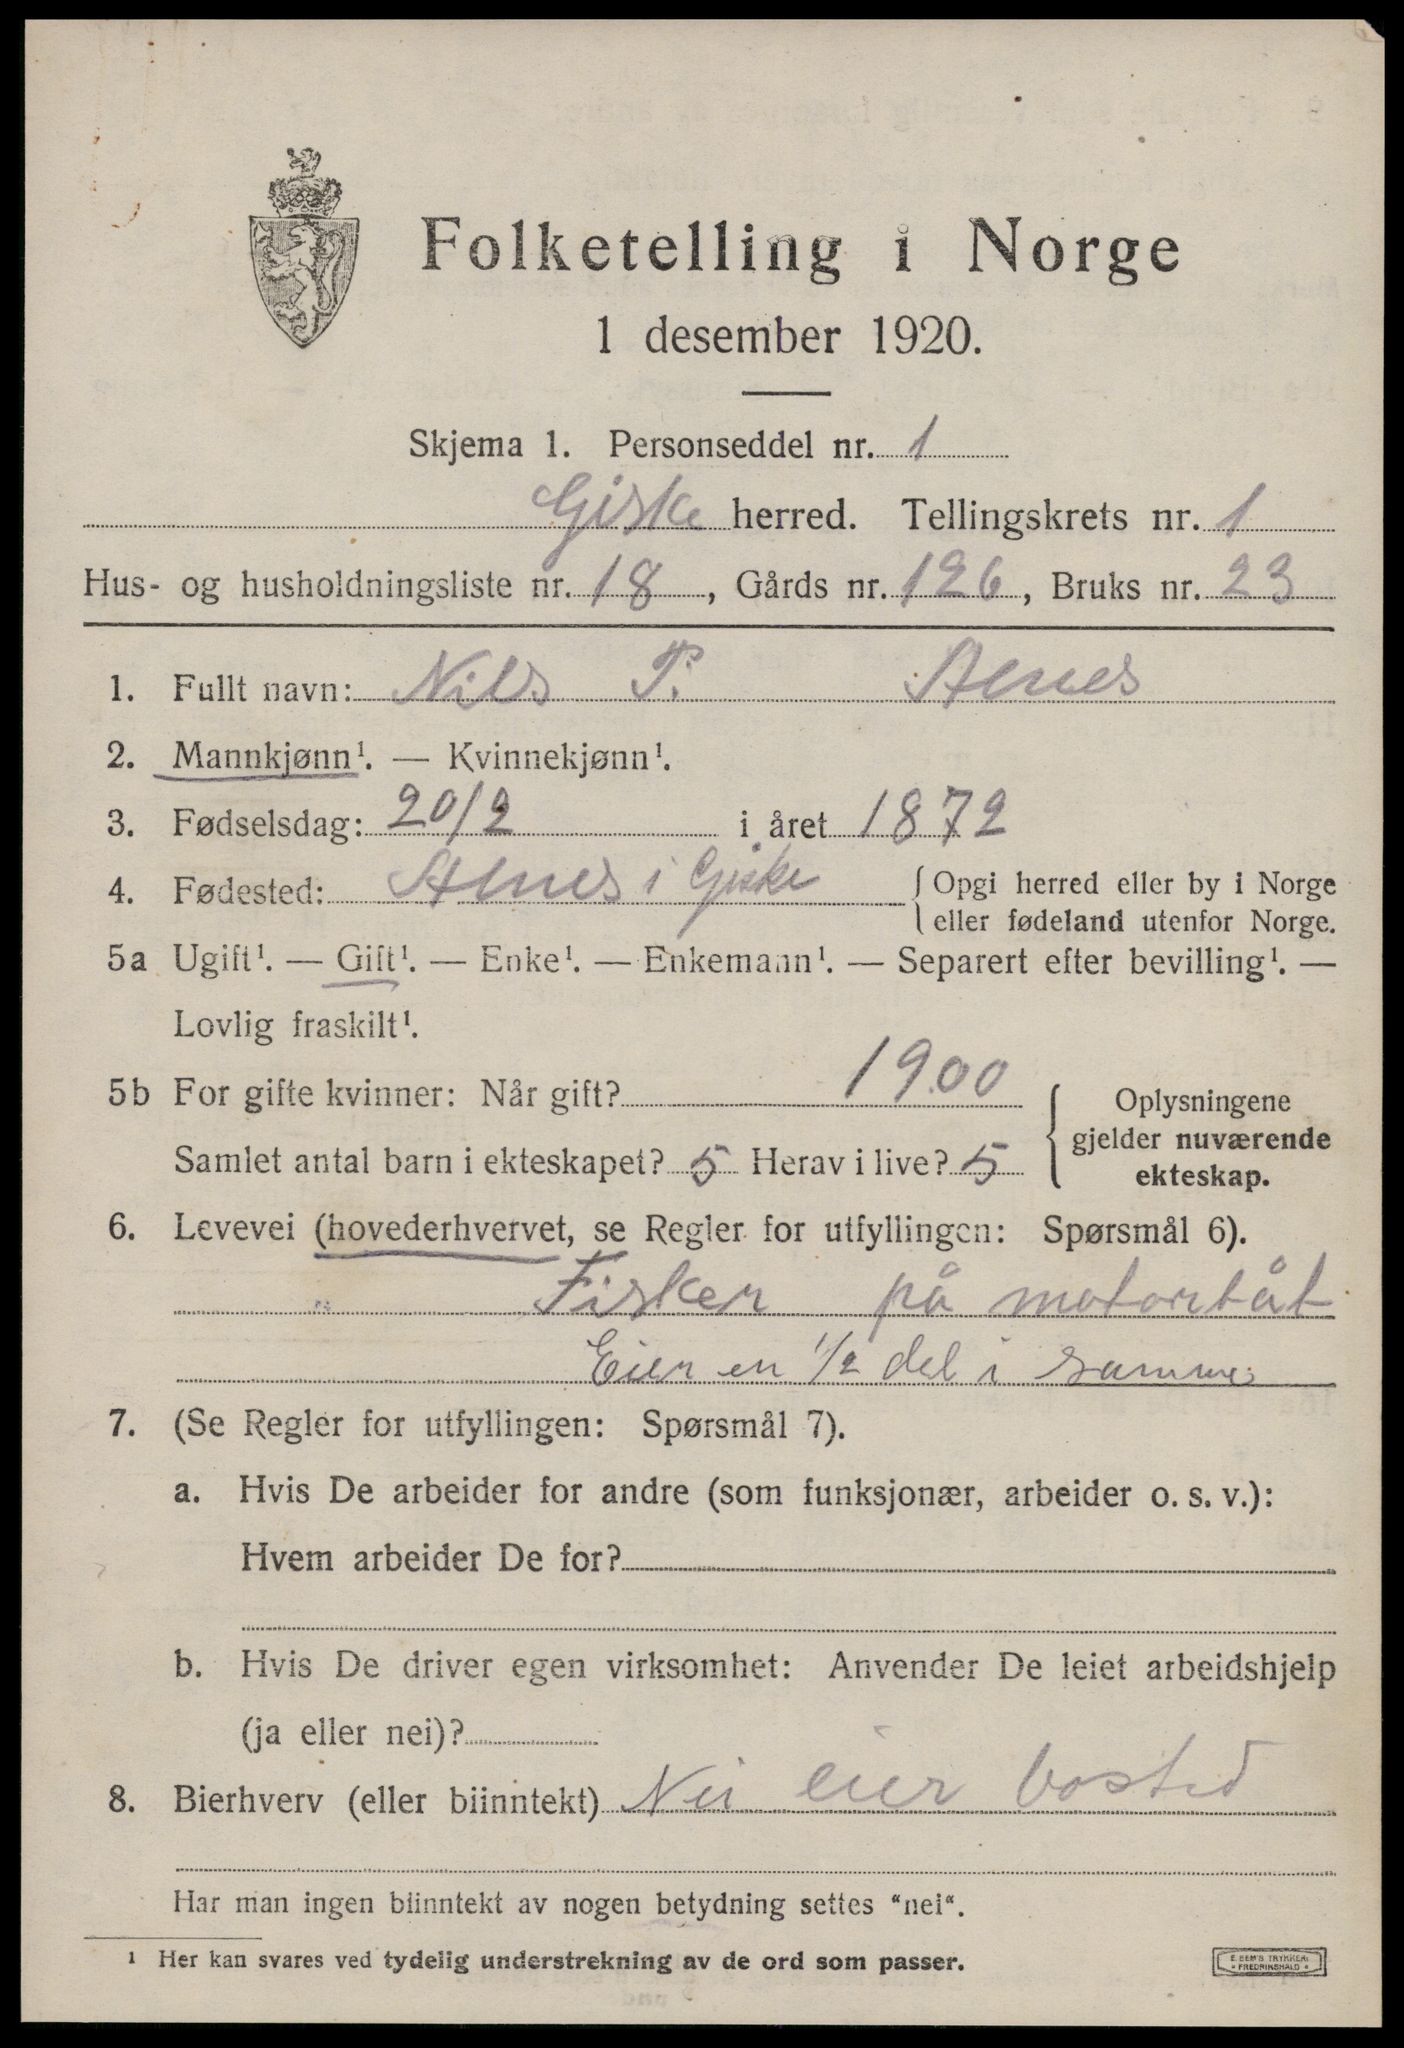 Folketelling i Norge
1 desember 1920.
Skjema 1. Personseddel nr. 1
Giske herred. Tellingskrets nr. 1
Hus- og husholdningsliste nr. 18, Gårds nr. 126, Bruks nr. 23
1. Fullt navn: Nils P. Alnes
2. Mannkjønn¹. — Kvinnekjønn¹.
3. Fødselsdag: 20/2 i året 1872
4. Fødested: Alnes i Giske { Opgi herred eller by i Norge
eller fødeland utenfor Norge.
5a Ugift¹. — Gift¹. — Enke¹. — Enkemann¹. — Separert efter bevilling¹. —
Lovlig fraskilt¹.
5b For gifte kvinner: Når gift? 1900
Samlet antal barn i ekteskapet? 5 Herav i live? 5
Oplysningene
gjelder nuværende
ekteskap.
6. Levevei (hovederhvervet, se Regler for utfyllingen: Spørsmål 6).
Fisker på motorbåt
Eier en 1/2 del i samme
7. (Se Regler for utfyllingen: Spørsmål 7).
a. Hvis De arbeider for andre (som funksjonær, arbeider o. s. v.):
Hvem arbeider De for?
b. Hvis De driver egen virksomhet: Anvender De leiet arbeidshjelp
(ja eller nei)?
8. Bierhverv (eller biinntekt) Nei eier bosted
Har man ingen biinntekt av nogen betydning settes "nei".
¹ Her kan svares ved tydelig understrekning av de ord som passer.
E. SEM'S TRYKKERI
* FREDRIKSHALD *